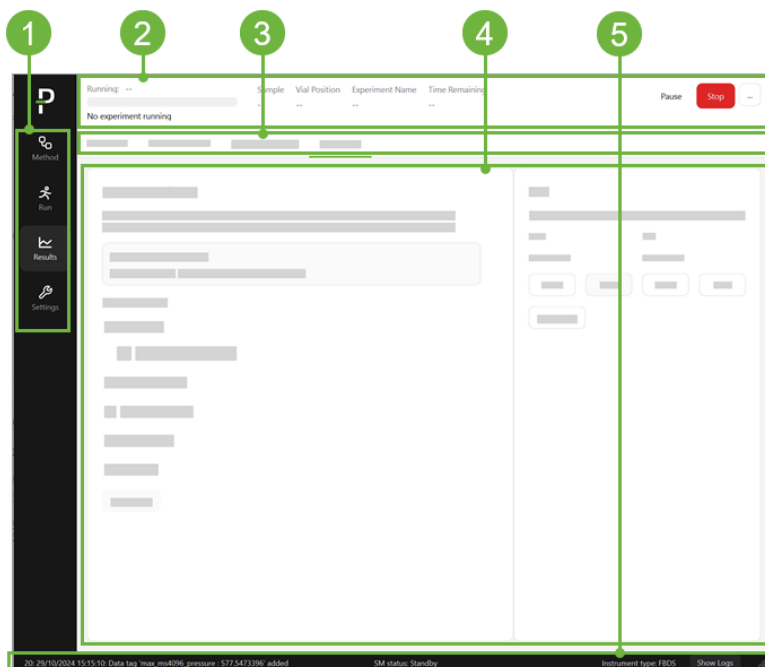 1 2 3 4 5
Running: --
Sample Vial Position Experiment Name Time Remaining
-- -- -- --
No experiment running
Pause Stop --
Method
Run
Results
Settings
20: 29/10/2024 15:15:10: Data tag 'max_ms4096_pressure : 577.5473396' added SM status: Standby Instrument type: FBDS Show Logs